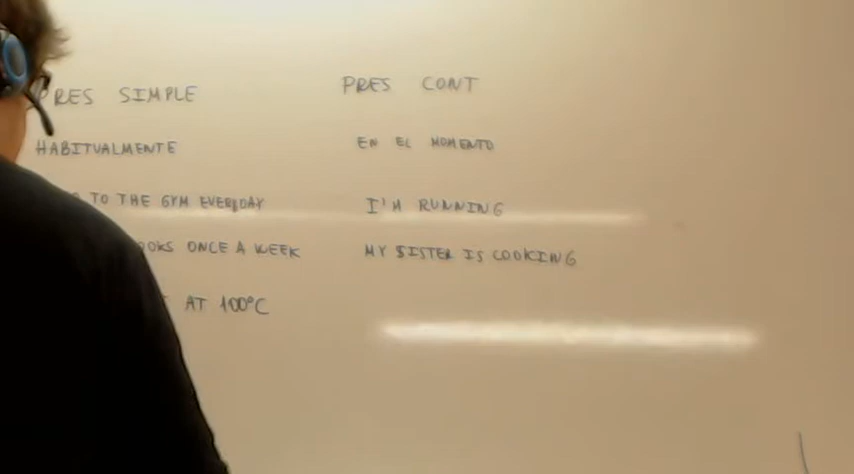 PRES SIMPLE
HABITUALMENTE
TO THE GYM EVERYDAY
ONCE A WEEK
AT 100°C
PRES CONT
EN EL MOMENTO
I'M RUNNING
MY SISTER IS COOKING